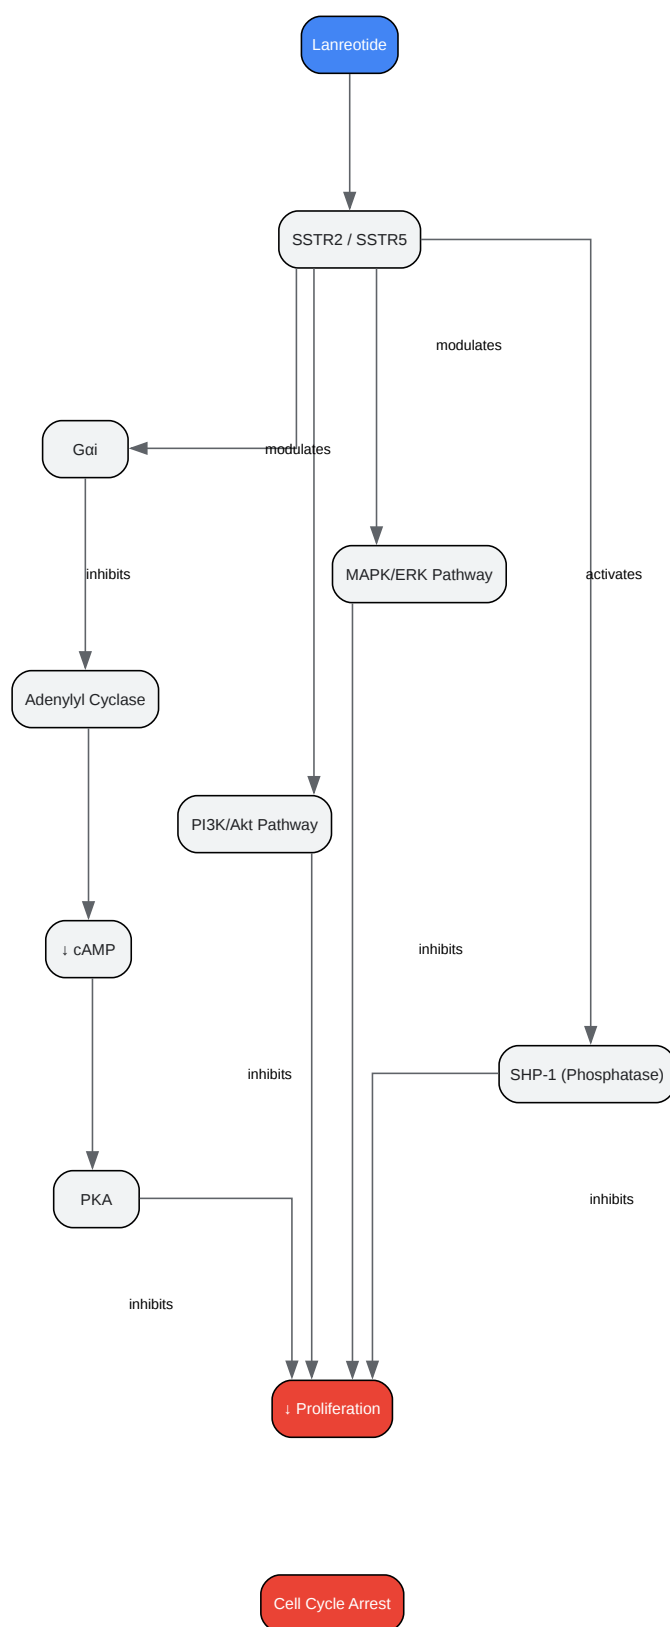 Lanreotide
SSTR2 / SSTR5
modulates
Gαi
modulates
inhibits
MAPK/ERK Pathway
activates
Adenylyl Cyclase
PI3K/Akt Pathway
↓ cAMP
inhibits
inhibits
SHP-1 (Phosphatase)
PKA
inhibits
inhibits
↓ Proliferation
Cell Cycle Arrest